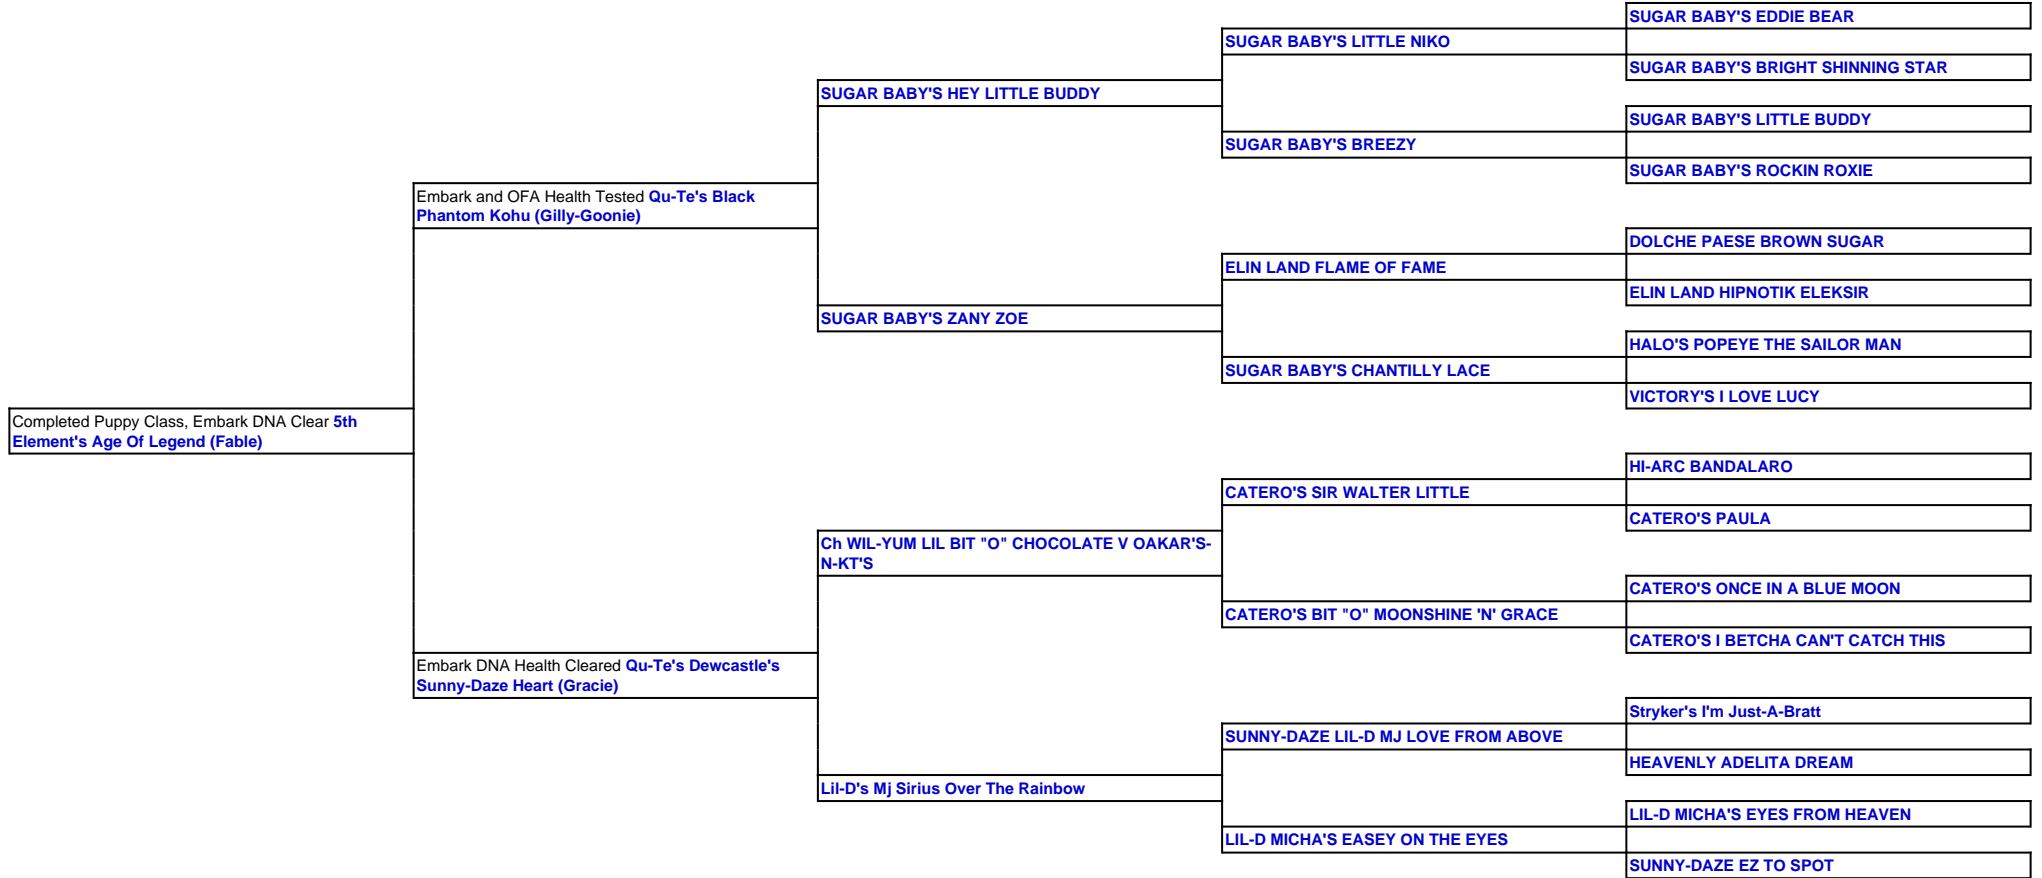 SUGAR BABY'S EDDIE BEAR
SUGAR BABY'S LITTLE NIKO
SUGAR BABY'S BRIGHT SHINNING STAR
SUGAR BABY'S HEY LITTLE BUDDY
SUGAR BABY'S LITTLE BUDDY
SUGAR BABY'S BREEZY
SUGAR BABY'S ROCKIN ROXIE
Embark and OFA Health Tested Qu-Te's Black
Phantom Kohu (Gilly-Goonie)
DOLCHE PAESE BROWN SUGAR
ELIN LAND FLAME OF FAME
ELIN LAND HIPNOTIK ELEKSIR
SUGAR BABY'S ZANY ZOE
HALO'S POPEYE THE SAILOR MAN
SUGAR BABY'S CHANTILLY LACE
VICTORY'S I LOVE LUCY
Completed Puppy Class, Embark DNA Clear 5th
Element's Age Of Legend (Fable)
HI-ARC BANDALARO
CATERO'S SIR WALTER LITTLE
CATERO'S PAULA
Ch WIL-YUM LIL BIT "O" CHOCOLATE V OAKAR'S-
N-KT'S
CATERO'S ONCE IN A BLUE MOON
CATERO'S BIT "O" MOONSHINE 'N' GRACE
CATERO'S I BETCHA CAN'T CATCH THIS
Embark DNA Health Cleared Qu-Te's Dewcastle's
Sunny-Daze Heart (Gracie)
Stryker's I'm Just-A-Bratt
SUNNY-DAZE LIL-D MJ LOVE FROM ABOVE
HEAVENLY ADELITA DREAM
Lil-D's Mj Sirius Over The Rainbow
LIL-D MICHA'S EYES FROM HEAVEN
LIL-D MICHA'S EASEY ON THE EYES
SUNNY-DAZE EZ TO SPOT